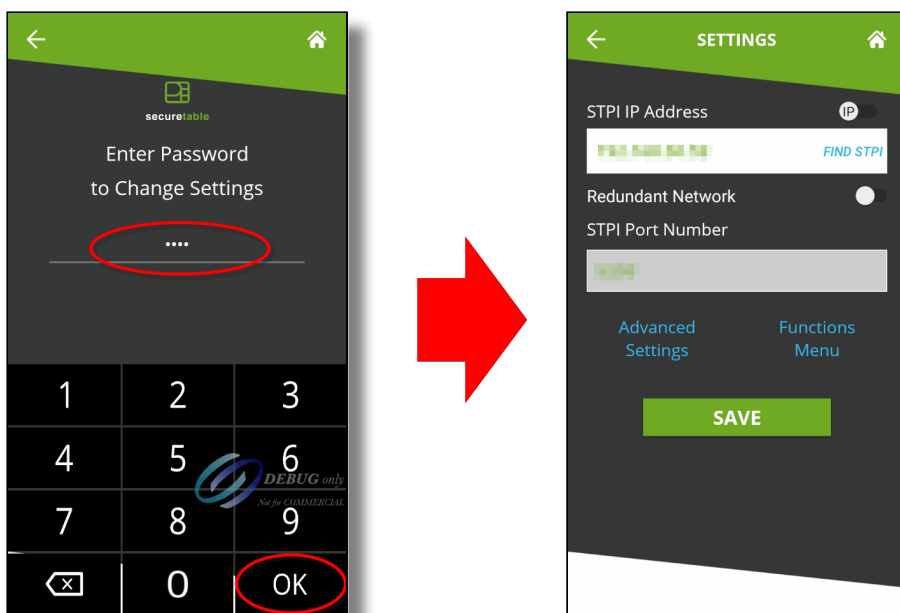 securetable
Enter Password
to Change Settings
1 2 3
4 5 6
DEBUG only
Not for COMMERCIAL
7 8 9
0 OK
SETTINGS
STPI IP Address
IP
FIND STPI
Redundant Network
STPI Port Number
Advanced
Settings
Functions
Menu
SAVE